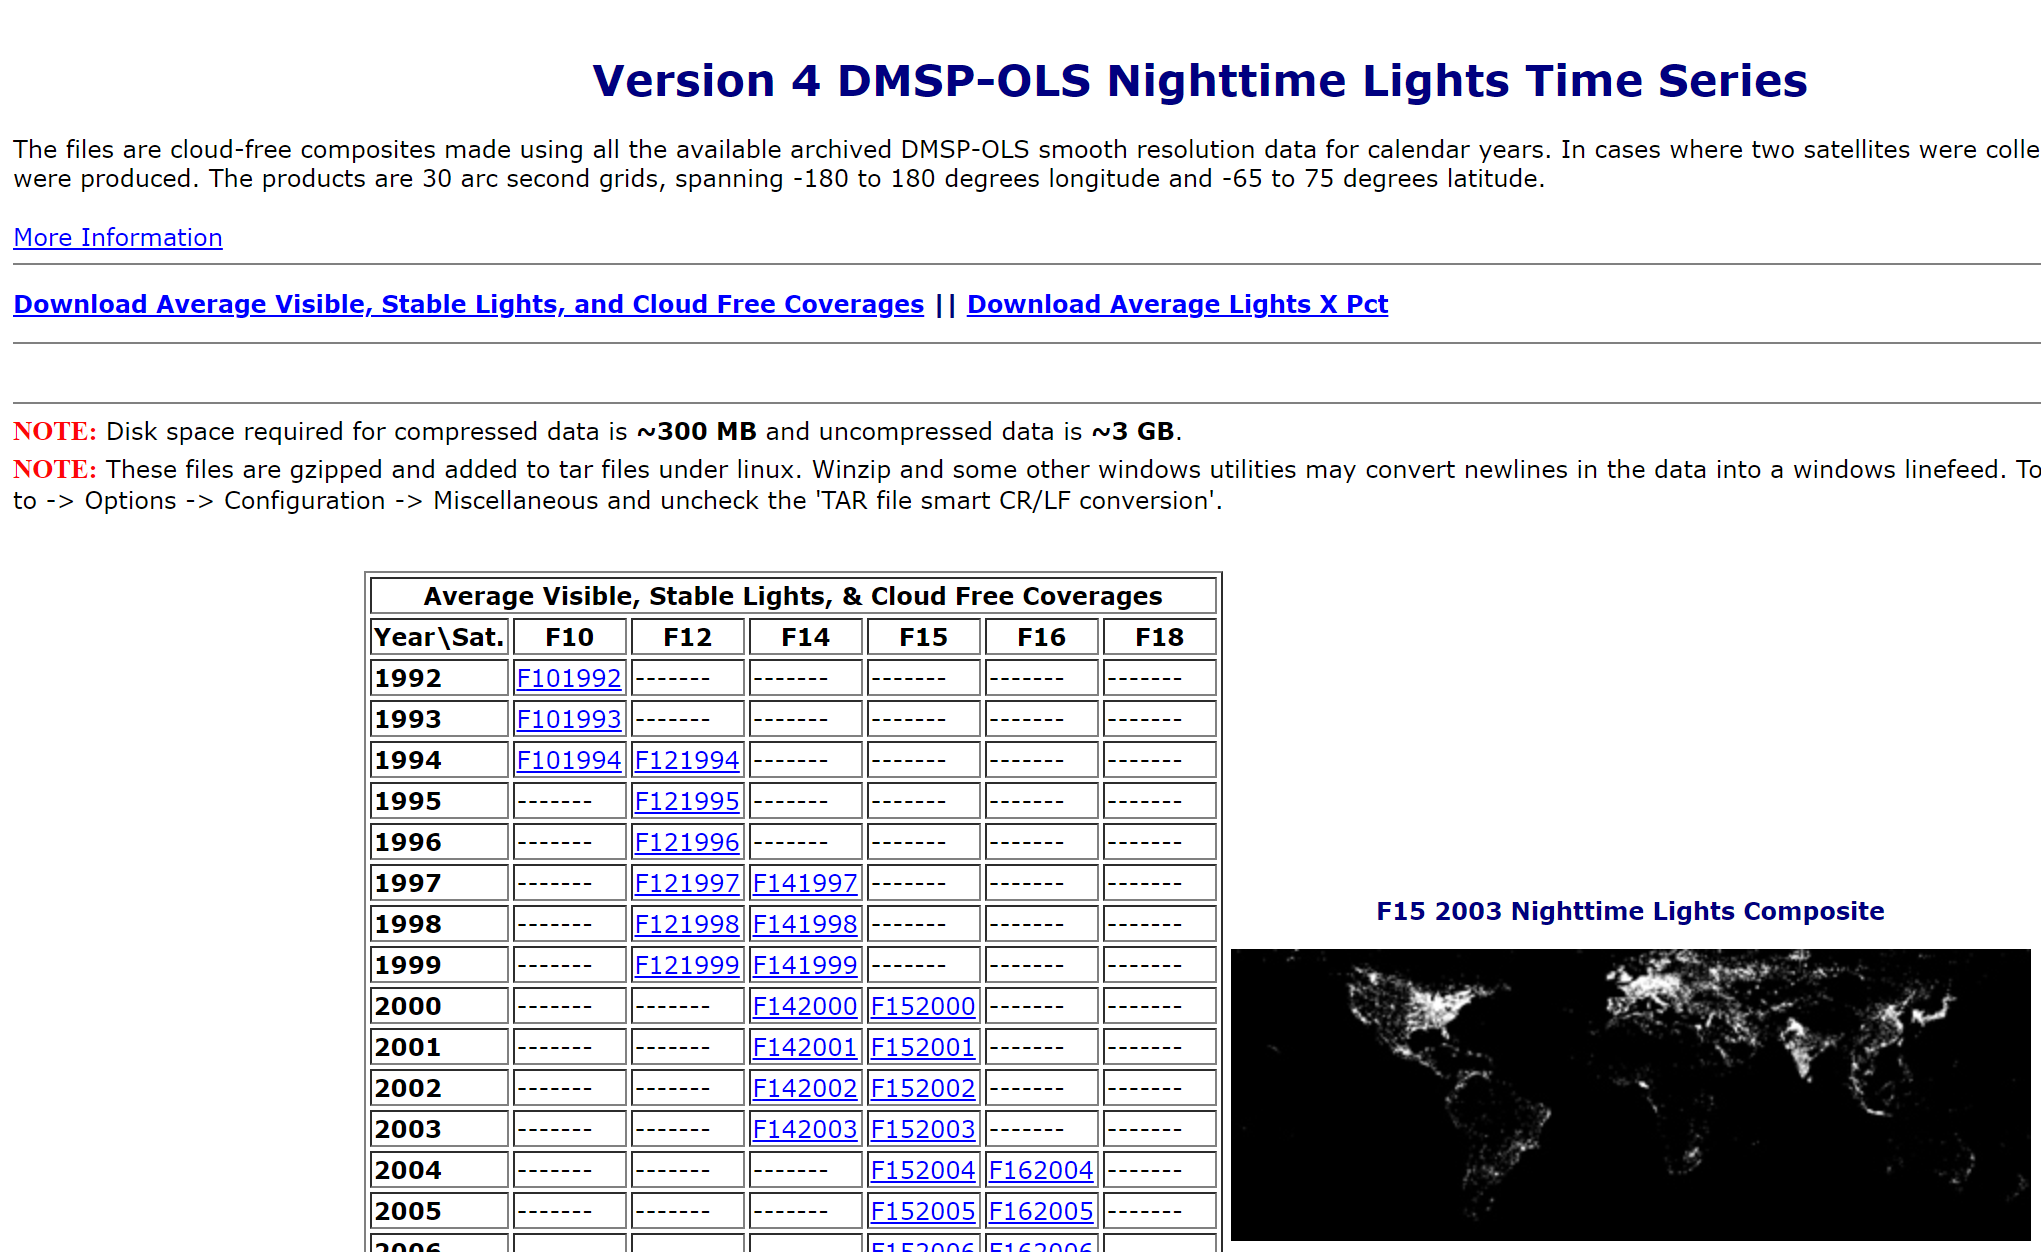 Version 4 DMSP-OLS Nighttime Lights Time Series
The files are cloud-free composites made using all the available archived DMSP-OLS smooth resolution data for calendar years. In cases where two satellites were colle
were produced. The products are 30 arc second grids, spanning -180 to 180 degrees longitude and -65 to 75 degrees latitude.
More Information
Download Average Visible, Stable Lights, and Cloud Free Coverages || Download Average Lights X Pct
NOTE: Disk space required for compressed data is ~300 MB and uncompressed data is ~3 GB.
NOTE: These files are gzipped and added to tar files under linux. Winzip and some other windows utilities may convert newlines in the data into a windows linefeed. To
to -> Options -> Configuration -> Miscellaneous and uncheck the 'TAR file smart CR/LF conversion'.
Average Visible, Stable Lights, & Cloud Free Coverages
Year\Sat. F10 F12 F14 F15 F16 F18
1992 F101992 ------- ------- ------- ------- -------
1993 F101993 ------- ------- ------- ------- -------
1994 F101994 F121994 ------- ------- ------- -------
1995 ------- F121995 ------- ------- ------- -------
1996 ------- F121996 ------- ------- ------- -------
1997 ------- F121997 F141997 ------- ------- -------
1998 ------- F121998 F141998 ------- ------- -------
1999 ------- F121999 F141999 ------- ------- -------
2000 ------- ------- F142000 F152000 ------- -------
2001 ------- ------- F142001 F152001 ------- -------
2002 ------- ------- F142002 F152002 ------- -------
2003 ------- ------- F142003 F152003 ------- -------
2004 ------- ------- ------- F152004 F162004 -------
2005 ------- ------- ------- F152005 F162005 -------
2006 F152006 F162006
F15 2003 Nighttime Lights Composite